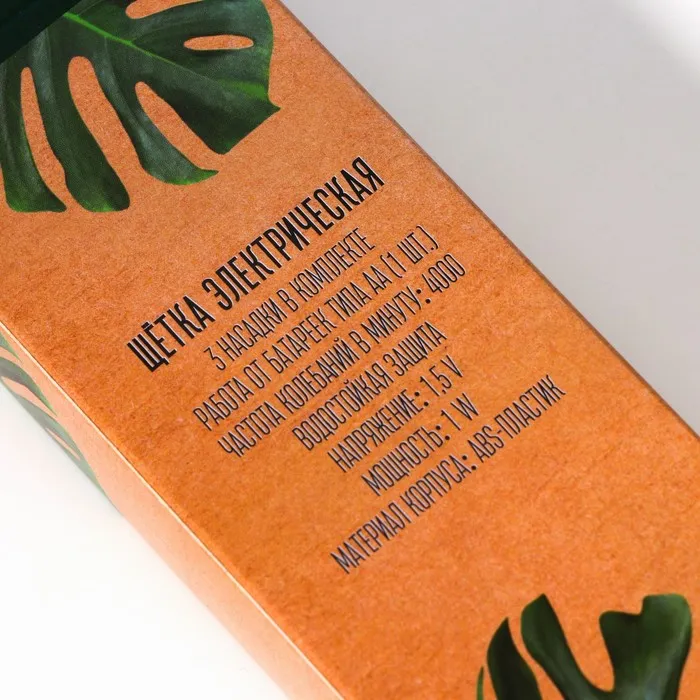 ЩЁТКА ЭЛЕКТРИЧЕСКАЯ
3 НАСАДКИ В КОМПЛЕКТЕ
РАБОТА ОТ БАТАРЕЕК ТИПА АА (1 ШТ.)
ЧАСТОТА КОЛЕБАНИЙ В МИНУТУ: 4000
ВОДОСТОЙКАЯ ЗАЩИТА
НАПРЯЖЕНИЕ: 1,5 V
МОЩНОСТЬ: 1 W
МАТЕРИАЛ КОРПУСА: ABS-ПЛАСТИК